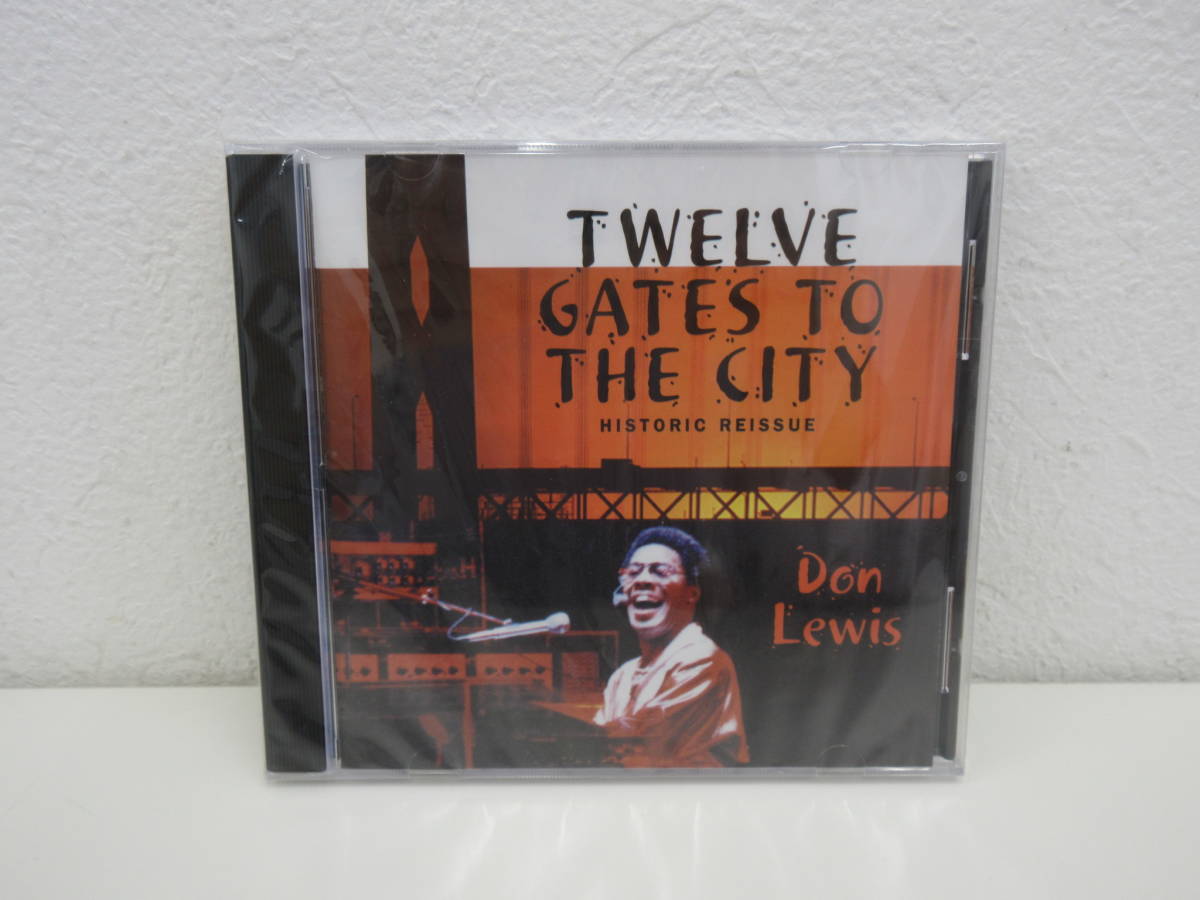 TWELVE
GATES TO
THE CITY
HISTORIC REISSUE
Don
Lewis